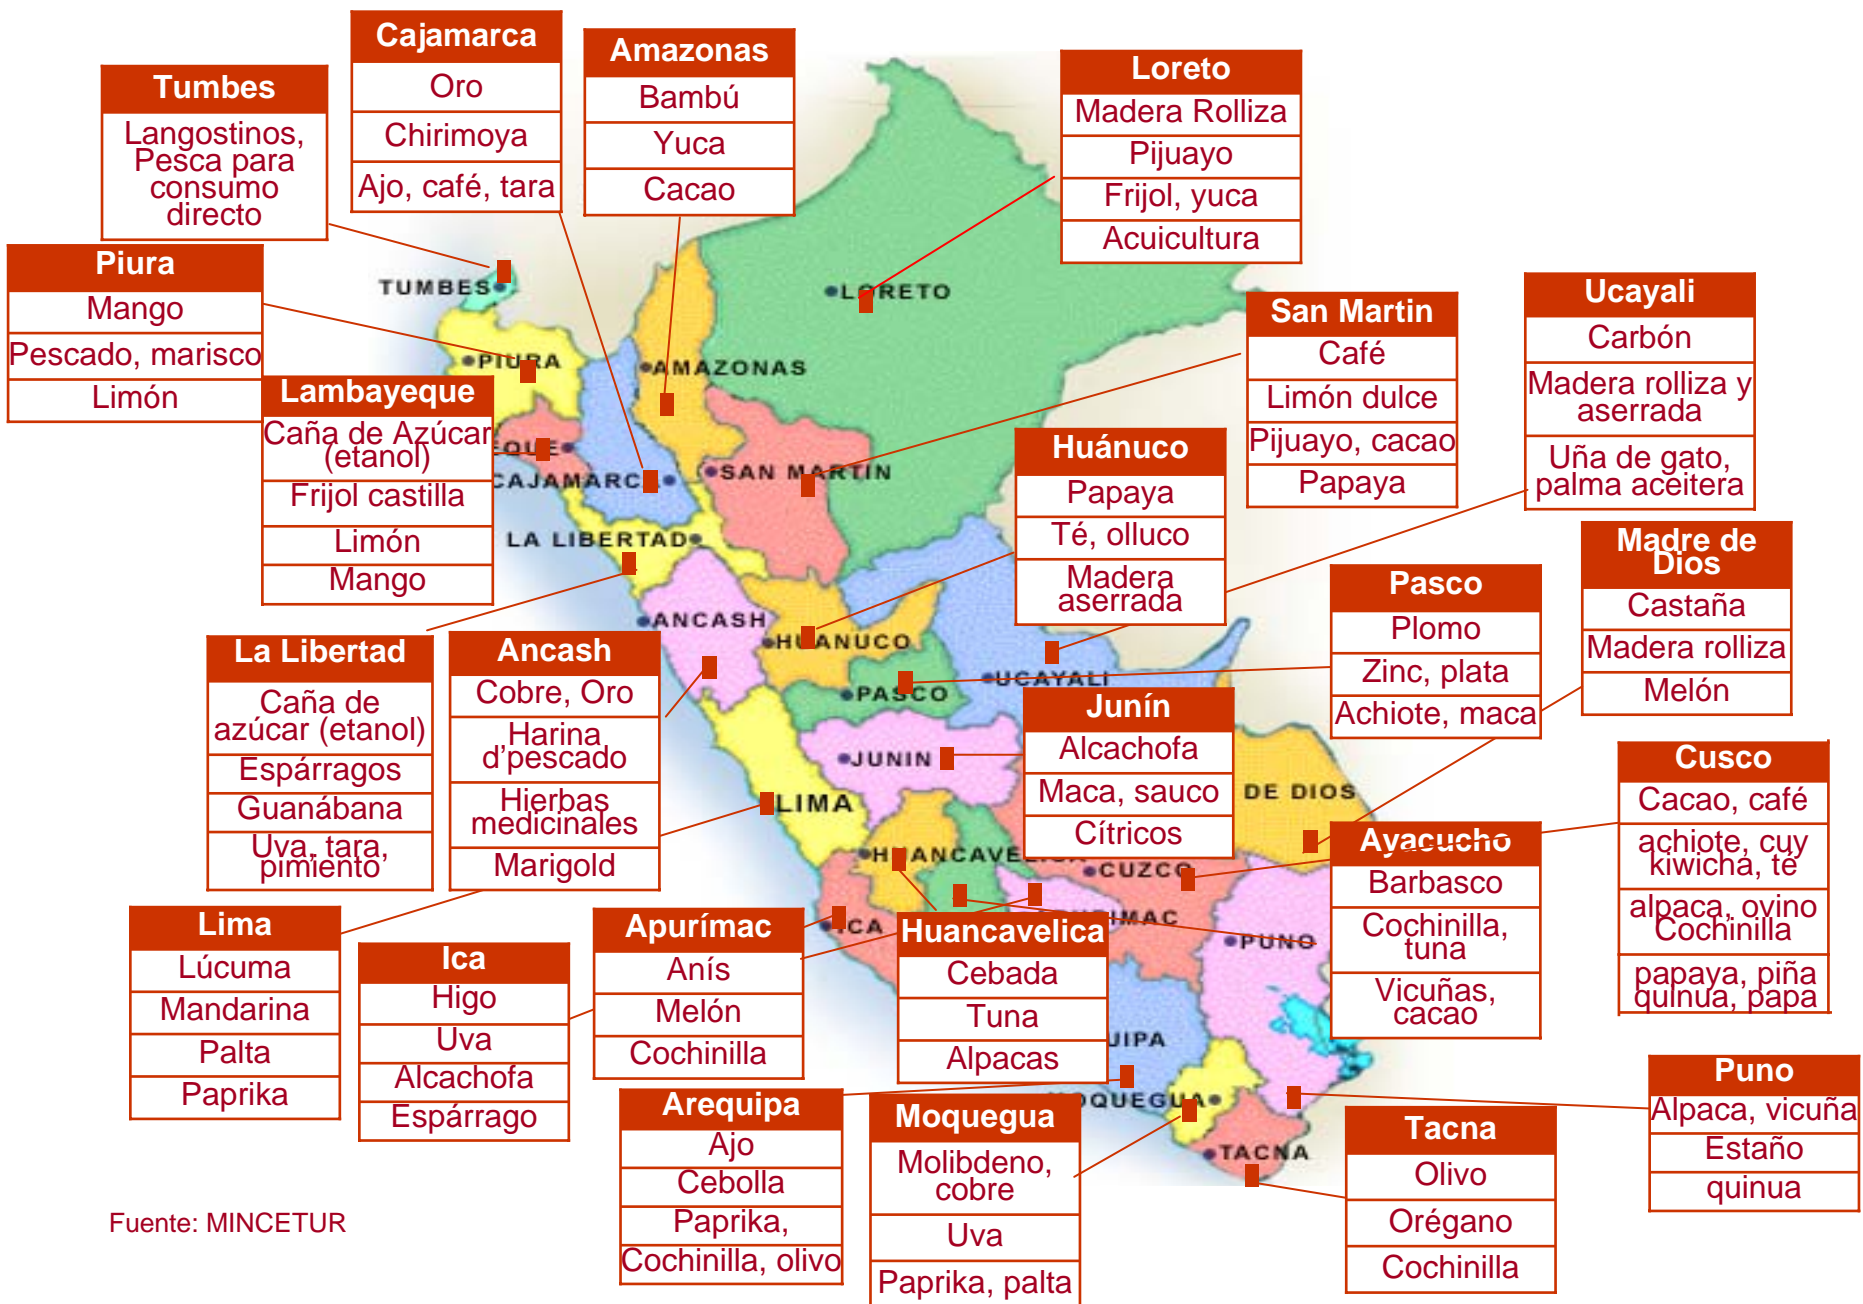 Cajamarca
Oro
Chirimoya
Ajo, café, tara
Amazonas
Bambú
Yuca
Cacao
Loreto
Madera Rolliza
Pijuayo
Frijol, yuca
Acuicultura
Tumbes
Langostinos,
Pesca para
consumo
directo
Piura
Mango
Pescado, marisco
Limón
Lambayeque
Caña de Azúcar
(etanol)
Frijol castilla
Limón
Mango
San Martin
Café
Limón dulce
Pijuayo, cacao
Papaya
Ucayali
Carbón
Madera rolliza y
aserrada
Uña de gato,
palma aceitera
Huánuco
Papaya
Té, olluco
Madera
aserrada
Madre de
Dios
Castaña
Madera rolliza
Melón
Pasco
Plomo
Zinc, plata
Achiote, maca
La Libertad
Caña de
azúcar (etanol)
Espárragos
Guanábana
Uva, tara,
pimiento
Ancash
Cobre, Oro
Harina
d'pescado
Hierbas
medicinales
Marigold
Junín
Alcachofa
Maca, sauco
Cítricos
Cusco
Cacao, café
achiote, cuy
kiwicha, té
alpaca, ovino
Cochinilla
papaya, piña
quinua, papa
Ayacucho
Barbasco
Cochinilla,
tuna
Vicuñas,
cacao
Lima
Lúcuma
Mandarina
Palta
Paprika
Ica
Higo
Uva
Alcachofa
Espárrago
Apurímac
Anís
Melón
Cochinilla
Huancavelica
Cebada
Tuna
Alpacas
Arequipa
Ajo
Cebolla
Paprika,
Cochinilla, olivo
Moquegua
Molibdeno,
cobre
Uva
Paprika, palta
Tacna
Olivo
Orégano
Cochinilla
Puno
Alpaca, vicuña
Estaño
quinua
TUMBES
PIURA
LORETO
AMAZONAS
EQUE
CAJAMARCA
SAN MARTIN
LA LIBERTAD
ANCASH
HUANUCO
PASCO
UCAYALI
JUNIN
LIMA
DE DIOS
HUANCAVELICA
CUZCO
ICA
RIMAC
PUNO
UIPA
MOQUEGUA
TACNA
Fuente: MINCETUR